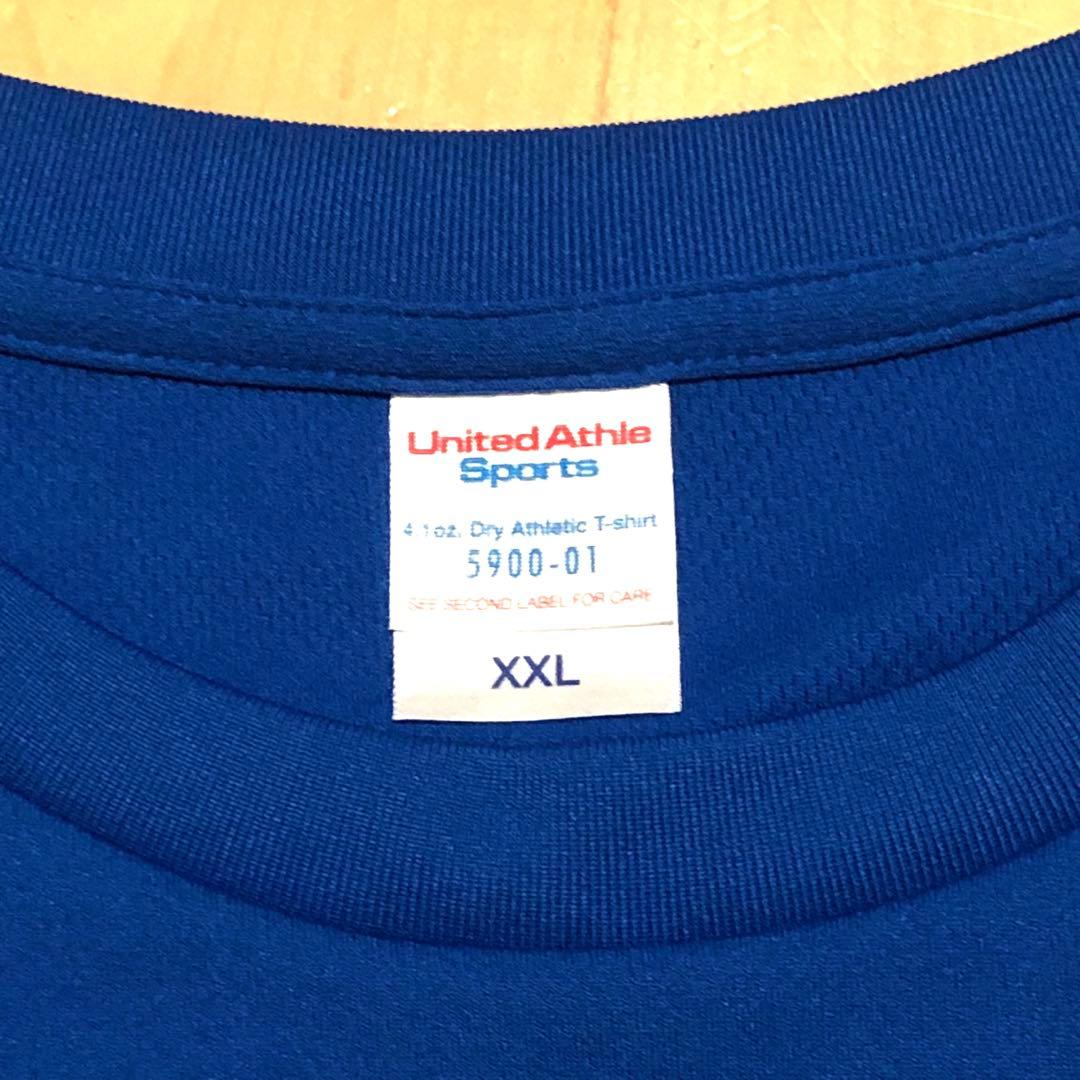 United Athle
Sports
4.1oz. Dry Athletic T-shirt
5900-01
SEE SECOND LABEL FOR CARE
XXL